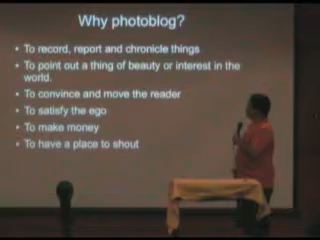 Why photoblog?
• To record, report and chronicle things
• To point out a thing of beauty or interest in the
world.
• To convince and move the reader
• To satisfy the ego
• To make money
• To have a place to shout